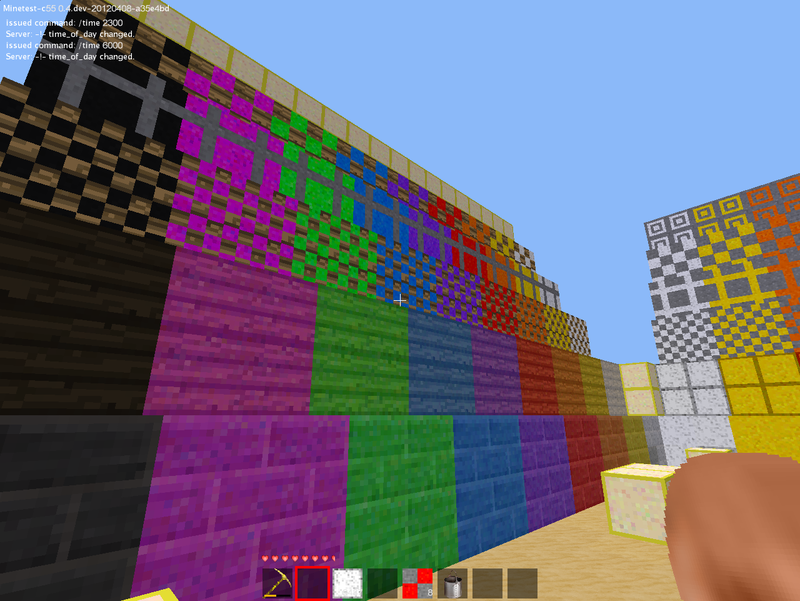 Minetest-c55 0.4.dev-20120408-a35e4bd
Issued command: /time 2300
Server: -!- time_of_day changed.
Issued command: /time 6000
Server: -!- time_of_day changed.
8